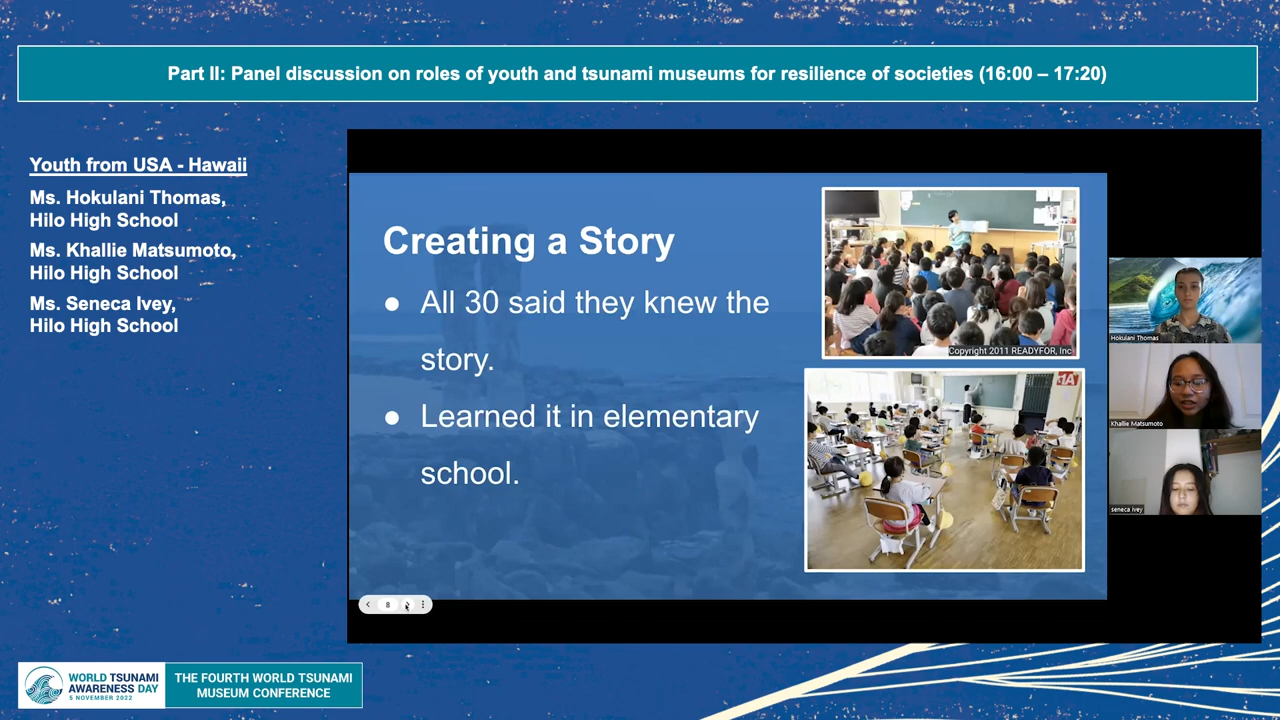 Part II: Panel discussion on roles of youth and tsunami museums for resilience of societies (16:00 – 17:20)
Youth from USA - Hawaii
Ms. Hokulani Thomas,
Hilo High School
Ms. Khallie Matsumoto,
Hilo High School
Ms. Seneca Ivey,
Hilo High School
Creating a Story
● All 30 said they knew the
story.
● Learned it in elementary
school.
Copyright 2011 READYFOR, Inc
1A
Hokulani Thomas
Khallie Matsumoto
seneca ivey
8
WORLD TSUNAMI
AWARENESS DAY
5 NOVEMBER 2022
THE FOURTH WORLD TSUNAMI
MUSEUM CONFERENCE